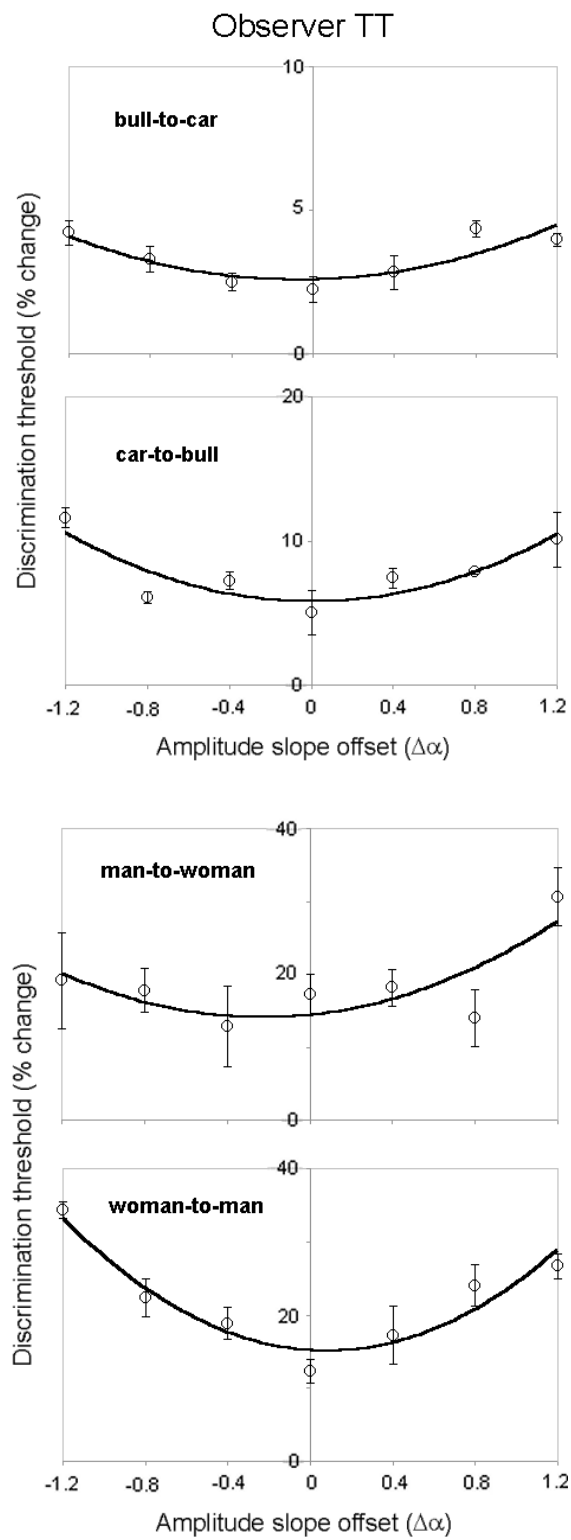 Observer TT
10
bull-to-car
5
0
Discrimination threshold (% change)
20
car-to-bull
10
0
-1.2 -0.8 -0.4 0 0.4 0.8 1.2
Amplitude slope offset (Δα)
40
man-to-woman
20
0
Discrimination threshold (% change)
40
woman-to-man
20
0
-1.2 -0.8 -0.4 0 0.4 0.8 1.2
Amplitude slope offset (Δα)